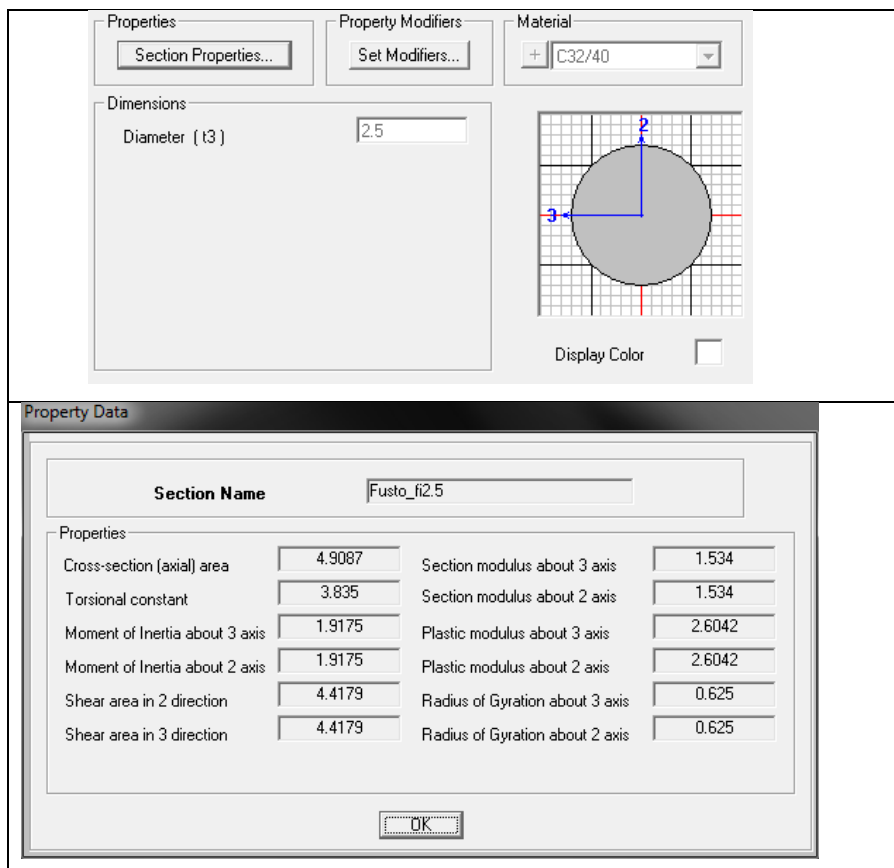 Properties Property Modifiers Material
Section Properties... Set Modifiers... + C32/40
Dimensions
Diameter ( t3 ) 2.5
2
3
Display Color
Property Data
Section Name Fusto_fi2.5
Properties
Cross-section (axial) area 4.9087 Section modulus about 3 axis 1.534
Torsional constant 3.835 Section modulus about 2 axis 1.534
Moment of Inertia about 3 axis 1.9175 Plastic modulus about 3 axis 2.6042
Moment of Inertia about 2 axis 1.9175 Plastic modulus about 2 axis 2.6042
Shear area in 2 direction 4.4179 Radius of Gyration about 3 axis 0.625
Shear area in 3 direction 4.4179 Radius of Gyration about 2 axis 0.625
OK